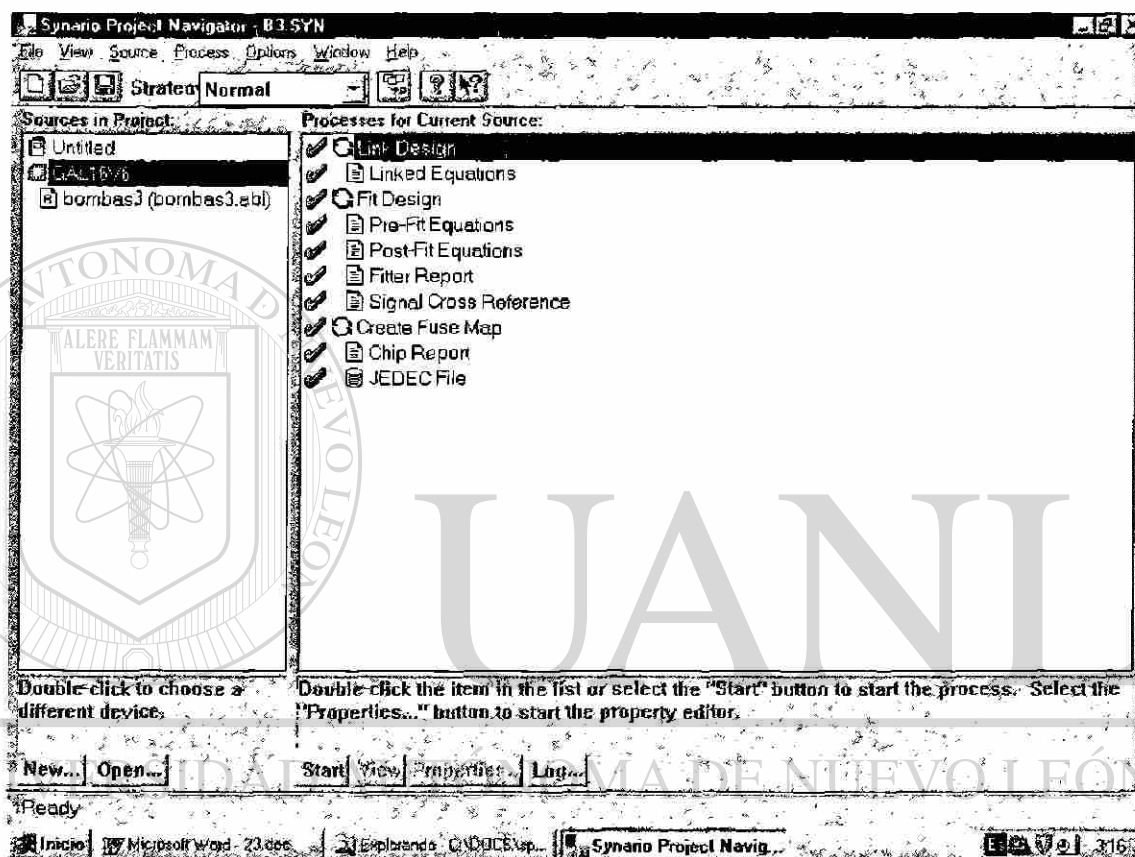 Synario Project Navigator - B3.SYN
File View Source Process Options Window Help
Strategy Normal
Sources in Project:
Untitled
GAL16V8
bombas3 (bombas3.abl)
Processes for Current Source:
Link Design
Linked Equations
Fit Design
Pre-Fit Equations
Post-Fit Equations
Fitter Report
Signal Cross Reference
Create Fuse Map
Chip Report
JEDEC File
AUTONOMA DE NUEVO LEÓN
ALERE FLAMMAM
VERITATIS
UANL
Double-click to choose a
different device.
Double-click the item in the list or select the "Start" button to start the process. Select the
"Properties..." button to start the property editor.
New... Open...
Start View Properties... Log...
Ready
Inicio Microsoft Word - 23.doc Explorando Synario Project Navig...